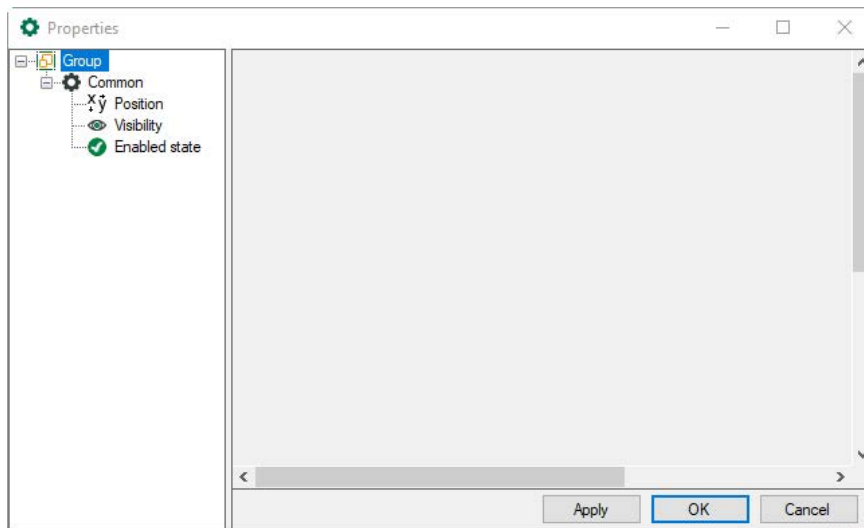 Properties
Group
Common
Position
Visibility
Enabled state
Apply
OK
Cancel